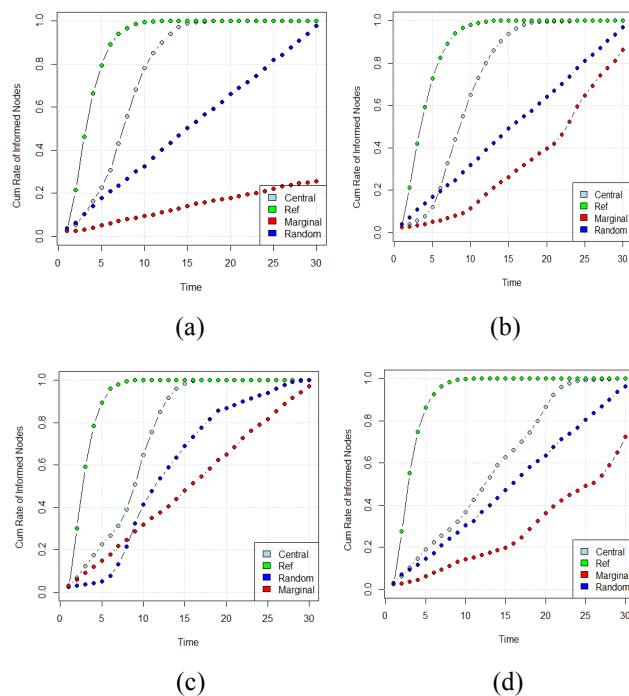 Cum Rate of Informed Nodes
1.0
0.8
0.6
0.4
0.2
0.0
Central
Ref
Marginal
Random
0 5 10 15 20 25 30
Time
(a)
Cum Rate of Informed Nodes
1.0
0.8
0.6
0.4
0.2
0.0
Central
Ref
Marginal
Random
0 5 10 15 20 25 30
Time
(b)
Cum Rate of Informed Nodes
1.0
0.8
0.6
0.4
0.2
0.0
Central
Ref
Random
Marginal
0 5 10 15 20 25 30
Time
(c)
Cum Rate of Informed Nodes
1.0
0.8
0.6
0.4
0.2
0.0
Central
Ref
Marginal
Random
0 5 10 15 20 25 30
Time
(d)